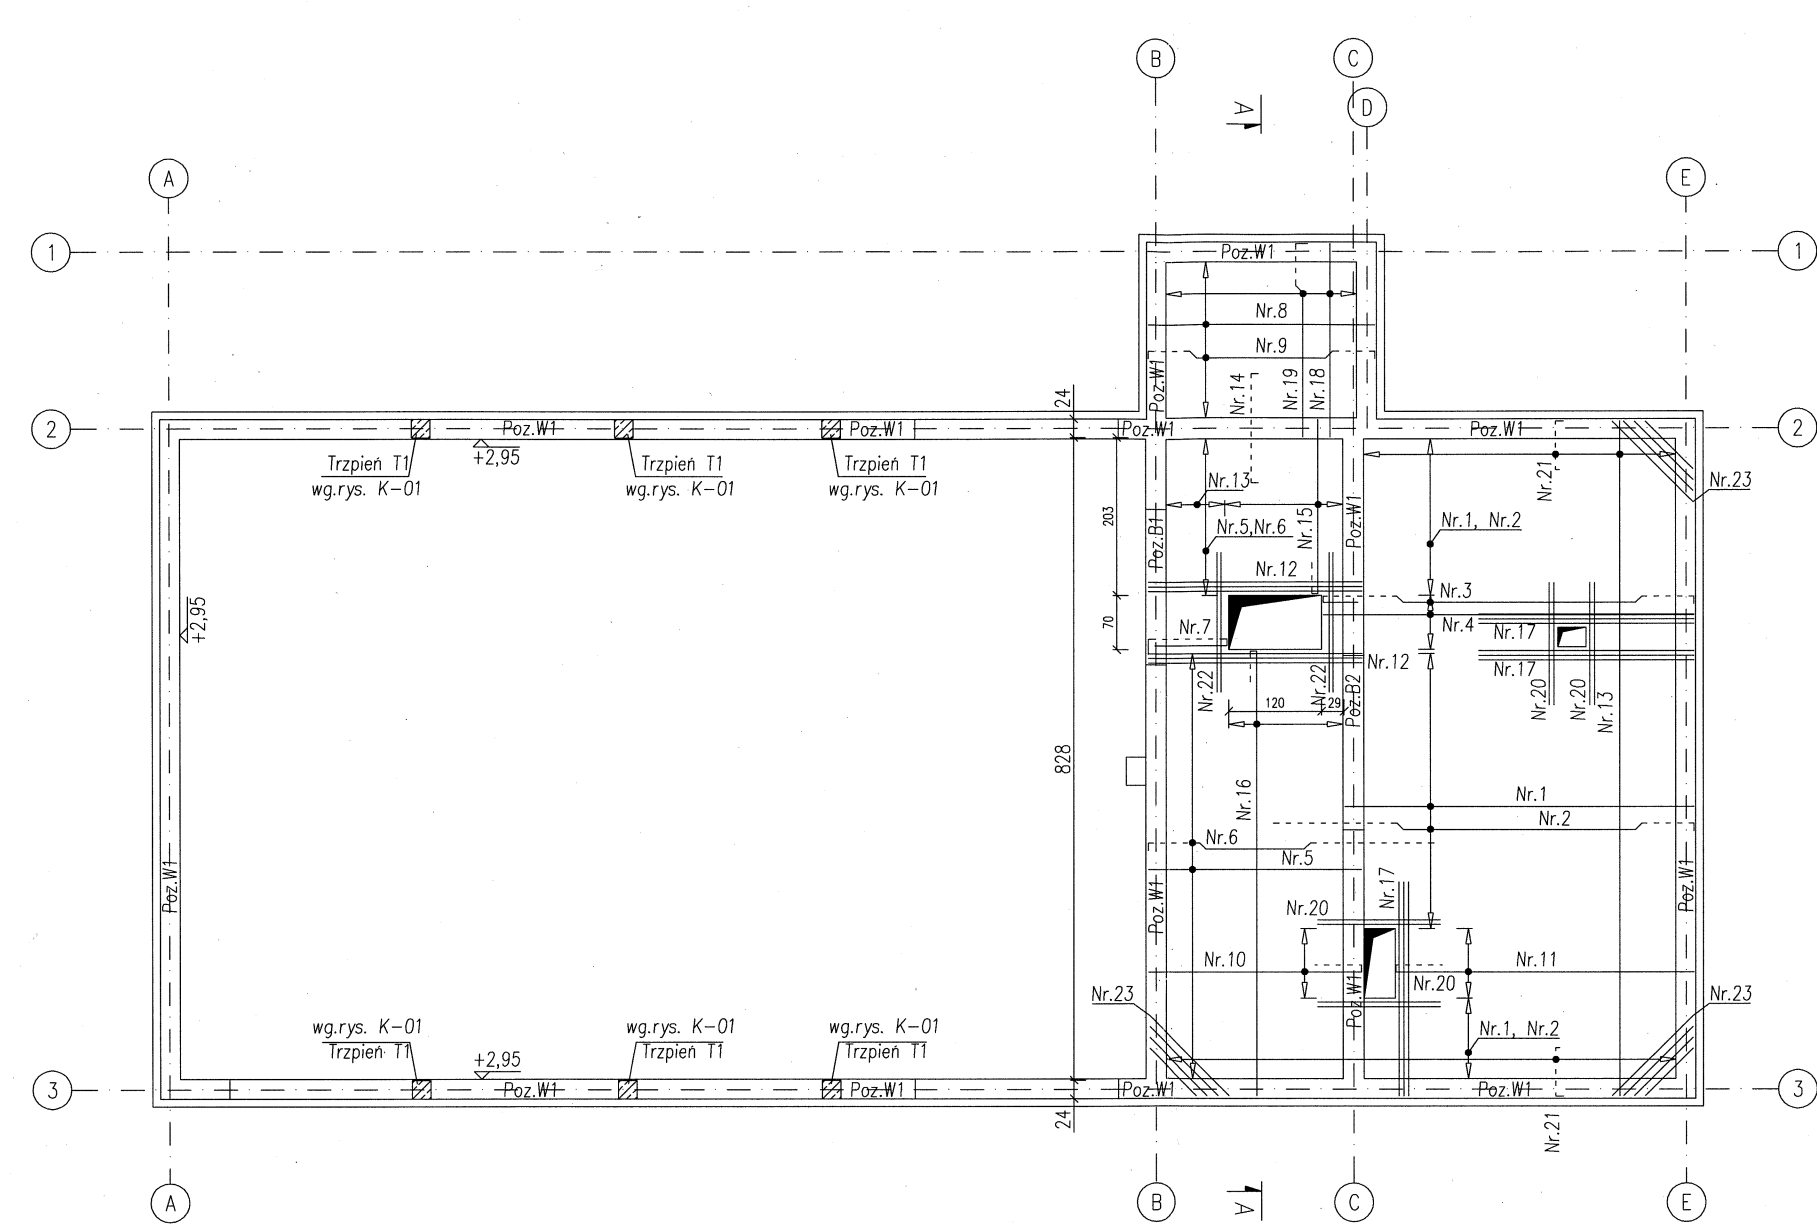 B
C
A
D
A
E
1
Poz.W1
1
Nr.8
Nr.9
Poz.W1
Nr.14
Nr.19
Nr.18
24
2
Poz.W1
Poz.W1
Poz.W1
Poz.W1
2
+2,95
Trzpień T1
wg.rys. K-01
Trzpień T1
wg.rys. K-01
Trzpień T1
wg.rys. K-01
Nr.13
Nr.21
Nr.23
203
Poz.B1
Nr.5,Nr.6
Nr.15
Poz.W1
Nr.1, Nr.2
Nr.12
+2,95
70
Nr.7
Nr.3
Nr.4
Nr.17
Nr.17
Nr.12
Nr.22
Nr.22
Poz.B2
120
29
Nr.20
Nr.20
Nr.13
828
Nr.16
Nr.1
Nr.2
Nr.6
Nr.5
Poz.W1
Poz.W1
Nr.17
Poz.W1
Nr.20
Nr.10
Nr.11
Nr.20
Poz.W1
Nr.23
Nr.23
wg.rys. K-01
Trzpień T1
wg.rys. K-01
Trzpień T1
wg.rys. K-01
Trzpień T1
Nr.1, Nr.2
+2,95
3
Poz.W1
Poz.W1
Poz.W1
Poz.W1
3
24
Nr.21
A
B
A
C
E